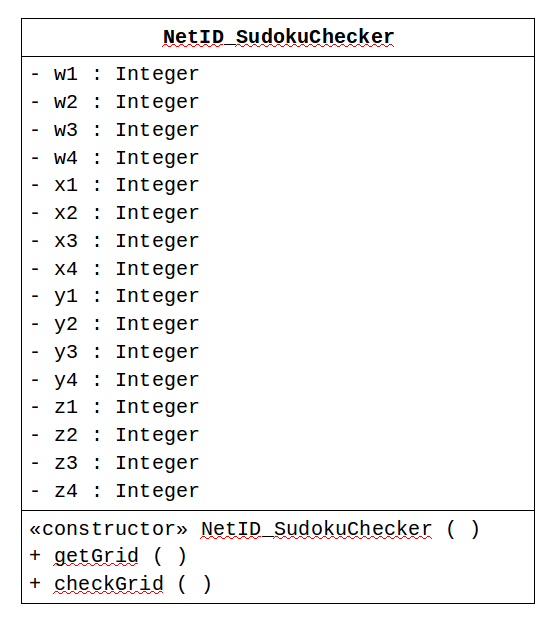 NetID_SudokuChecker
- w1 : Integer
- w2 : Integer
- w3 : Integer
- w4 : Integer
- x1 : Integer
- x2 : Integer
- x3 : Integer
- x4 : Integer
- y1 : Integer
- y2 : Integer
- y3 : Integer
- y4 : Integer
- z1 : Integer
- z2 : Integer
- z3 : Integer
- z4 : Integer
«constructor» NetID_SudokuChecker ( )
+ getGrid ( )
+ checkGrid ( )